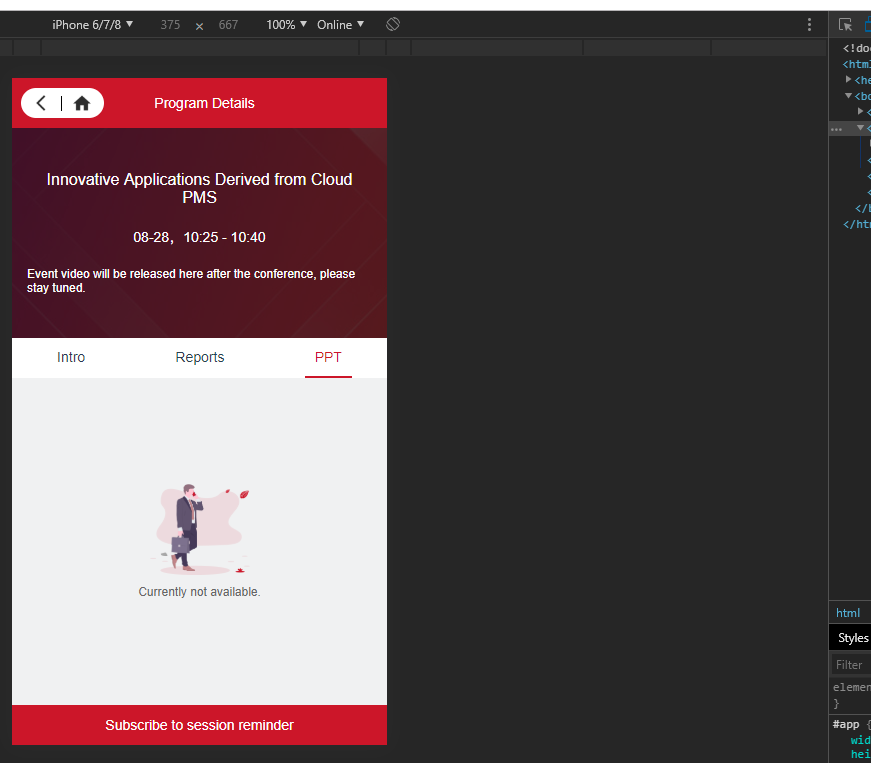 iPhone 6/7/8 ▼ 375 × 667 100% ▼ Online ▼
Program Details
Innovative Applications Derived from Cloud
PMS
08-28，10:25 - 10:40
Event video will be released here after the conference, please
stay tuned.
Intro Reports PPT
Currently not available.
Subscribe to session reminder
<!doc
<html
<he
<bo
<
<
<
<
<
</b
</htm
html
Styles
Filter
elemen
}
#app {
wid
hei